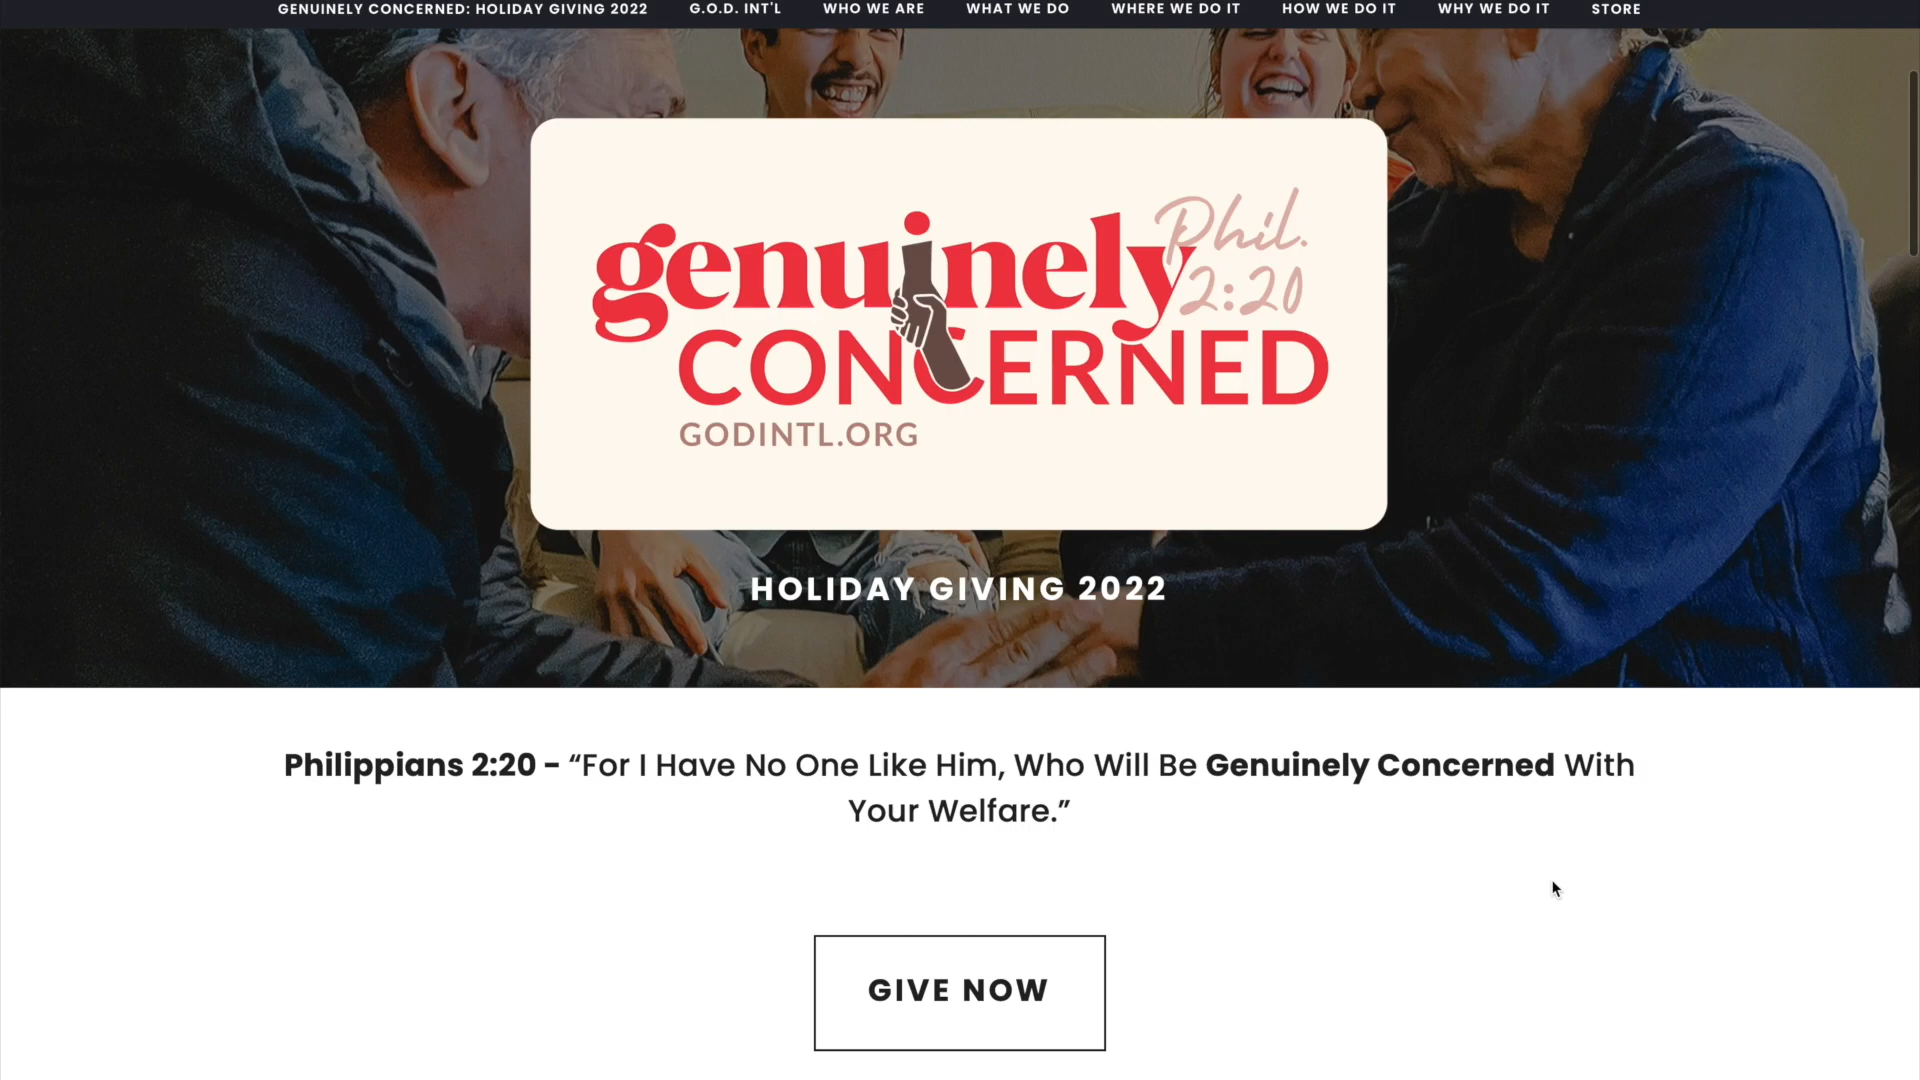 GENUINELY CONCERNED: HOLIDAY GIVING 2022 G.O.D. INT'L WHO WE ARE WHAT WE DO WHERE WE DO IT HOW WE DO IT WHY WE DO IT STORE
genuinely
Phil.
2:20
CONCERNED
GODINTL.ORG
HOLIDAY GIVING 2022
Philippians 2:20 - “For I Have No One Like Him, Who Will Be Genuinely Concerned With
Your Welfare.”
GIVE NOW